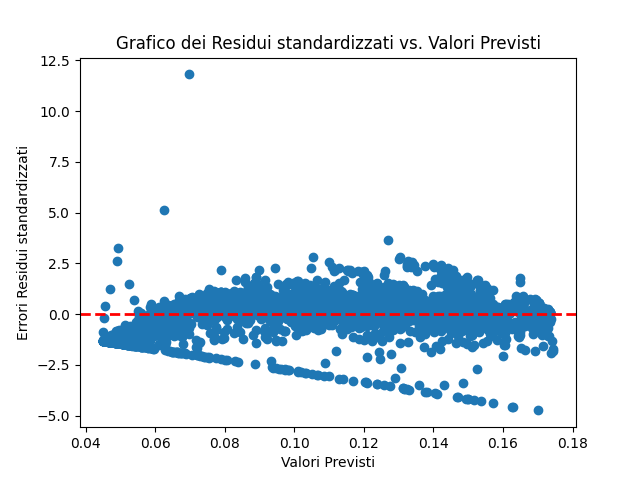 Grafico dei Residui standardizzati vs. Valori Previsti
12.5
10.0
7.5
5.0
2.5
0.0
−2.5
−5.0
Errori Residui standardizzati
0.04 0.06 0.08 0.10 0.12 0.14 0.16 0.18
Valori Previsti